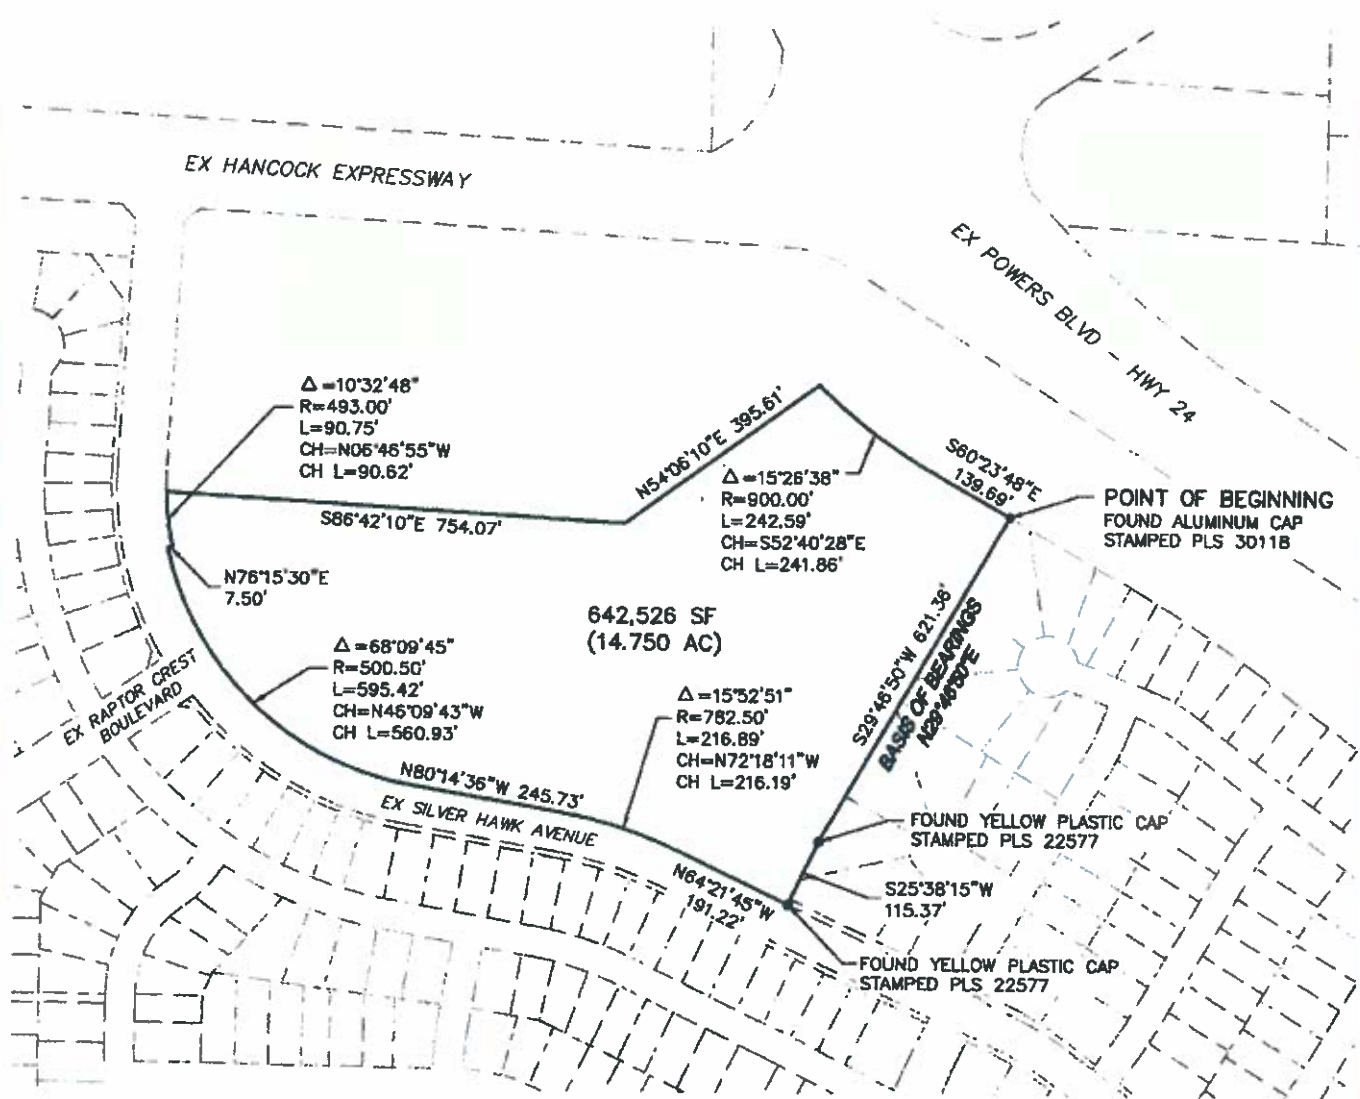 EX HANCOCK EXPRESSWAY
EX POWERS BLVD - HWY 24
Δ=10°32'48"
R=493.00'
L=90.75'
CH=N06°46'55"W
CH L=90.62'
N54°06'10"E 395.61'
S60°23'48"E
139.69'
Δ=15°26'38"
R=900.00'
L=242.59'
CH=S52°40'28"E
CH L=241.86'
POINT OF BEGINNING
FOUND ALUMINUM CAP
STAMPED PLS 30118
S86°42'10"E 754.07'
N76°15'30"E
7.50'
642,526 SF
(14.750 AC)
S29°46'50"W 621.36'
BASIS OF BEARINGS
N29°46'50"E
Δ=68°09'45"
R=500.50'
L=595.42'
CH=N46°09'43"W
CH L=560.93'
EX RAPTOR CREST
BOULEVARD
Δ=15°52'51"
R=782.50'
L=216.89'
CH=N72°18'11"W
CH L=216.19'
N80°14'36"W 245.73'
EX SILVER HAWK AVENUE
FOUND YELLOW PLASTIC CAP
STAMPED PLS 22577
N64°21'45"W
191.22'
S25°38'15"W
115.37'
FOUND YELLOW PLASTIC CAP
STAMPED PLS 22577